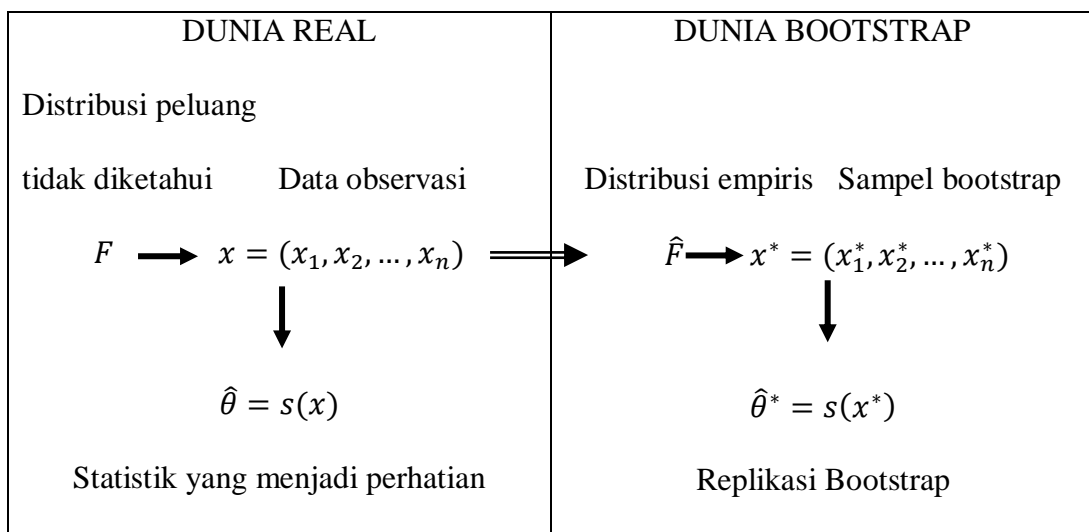 DUNIA REAL
Distribusi peluang
tidak diketahui Data observasi
F x = (x₁, x₂, …, xₙ)
θ̂ = s(x)
Statistik yang menjadi perhatian
DUNIA BOOTSTRAP
Distribusi empiris Sampel bootstrap
F̂ x* = (x₁*, x₂*, …, xₙ*)
θ̂* = s(x*)
Replikasi Bootstrap